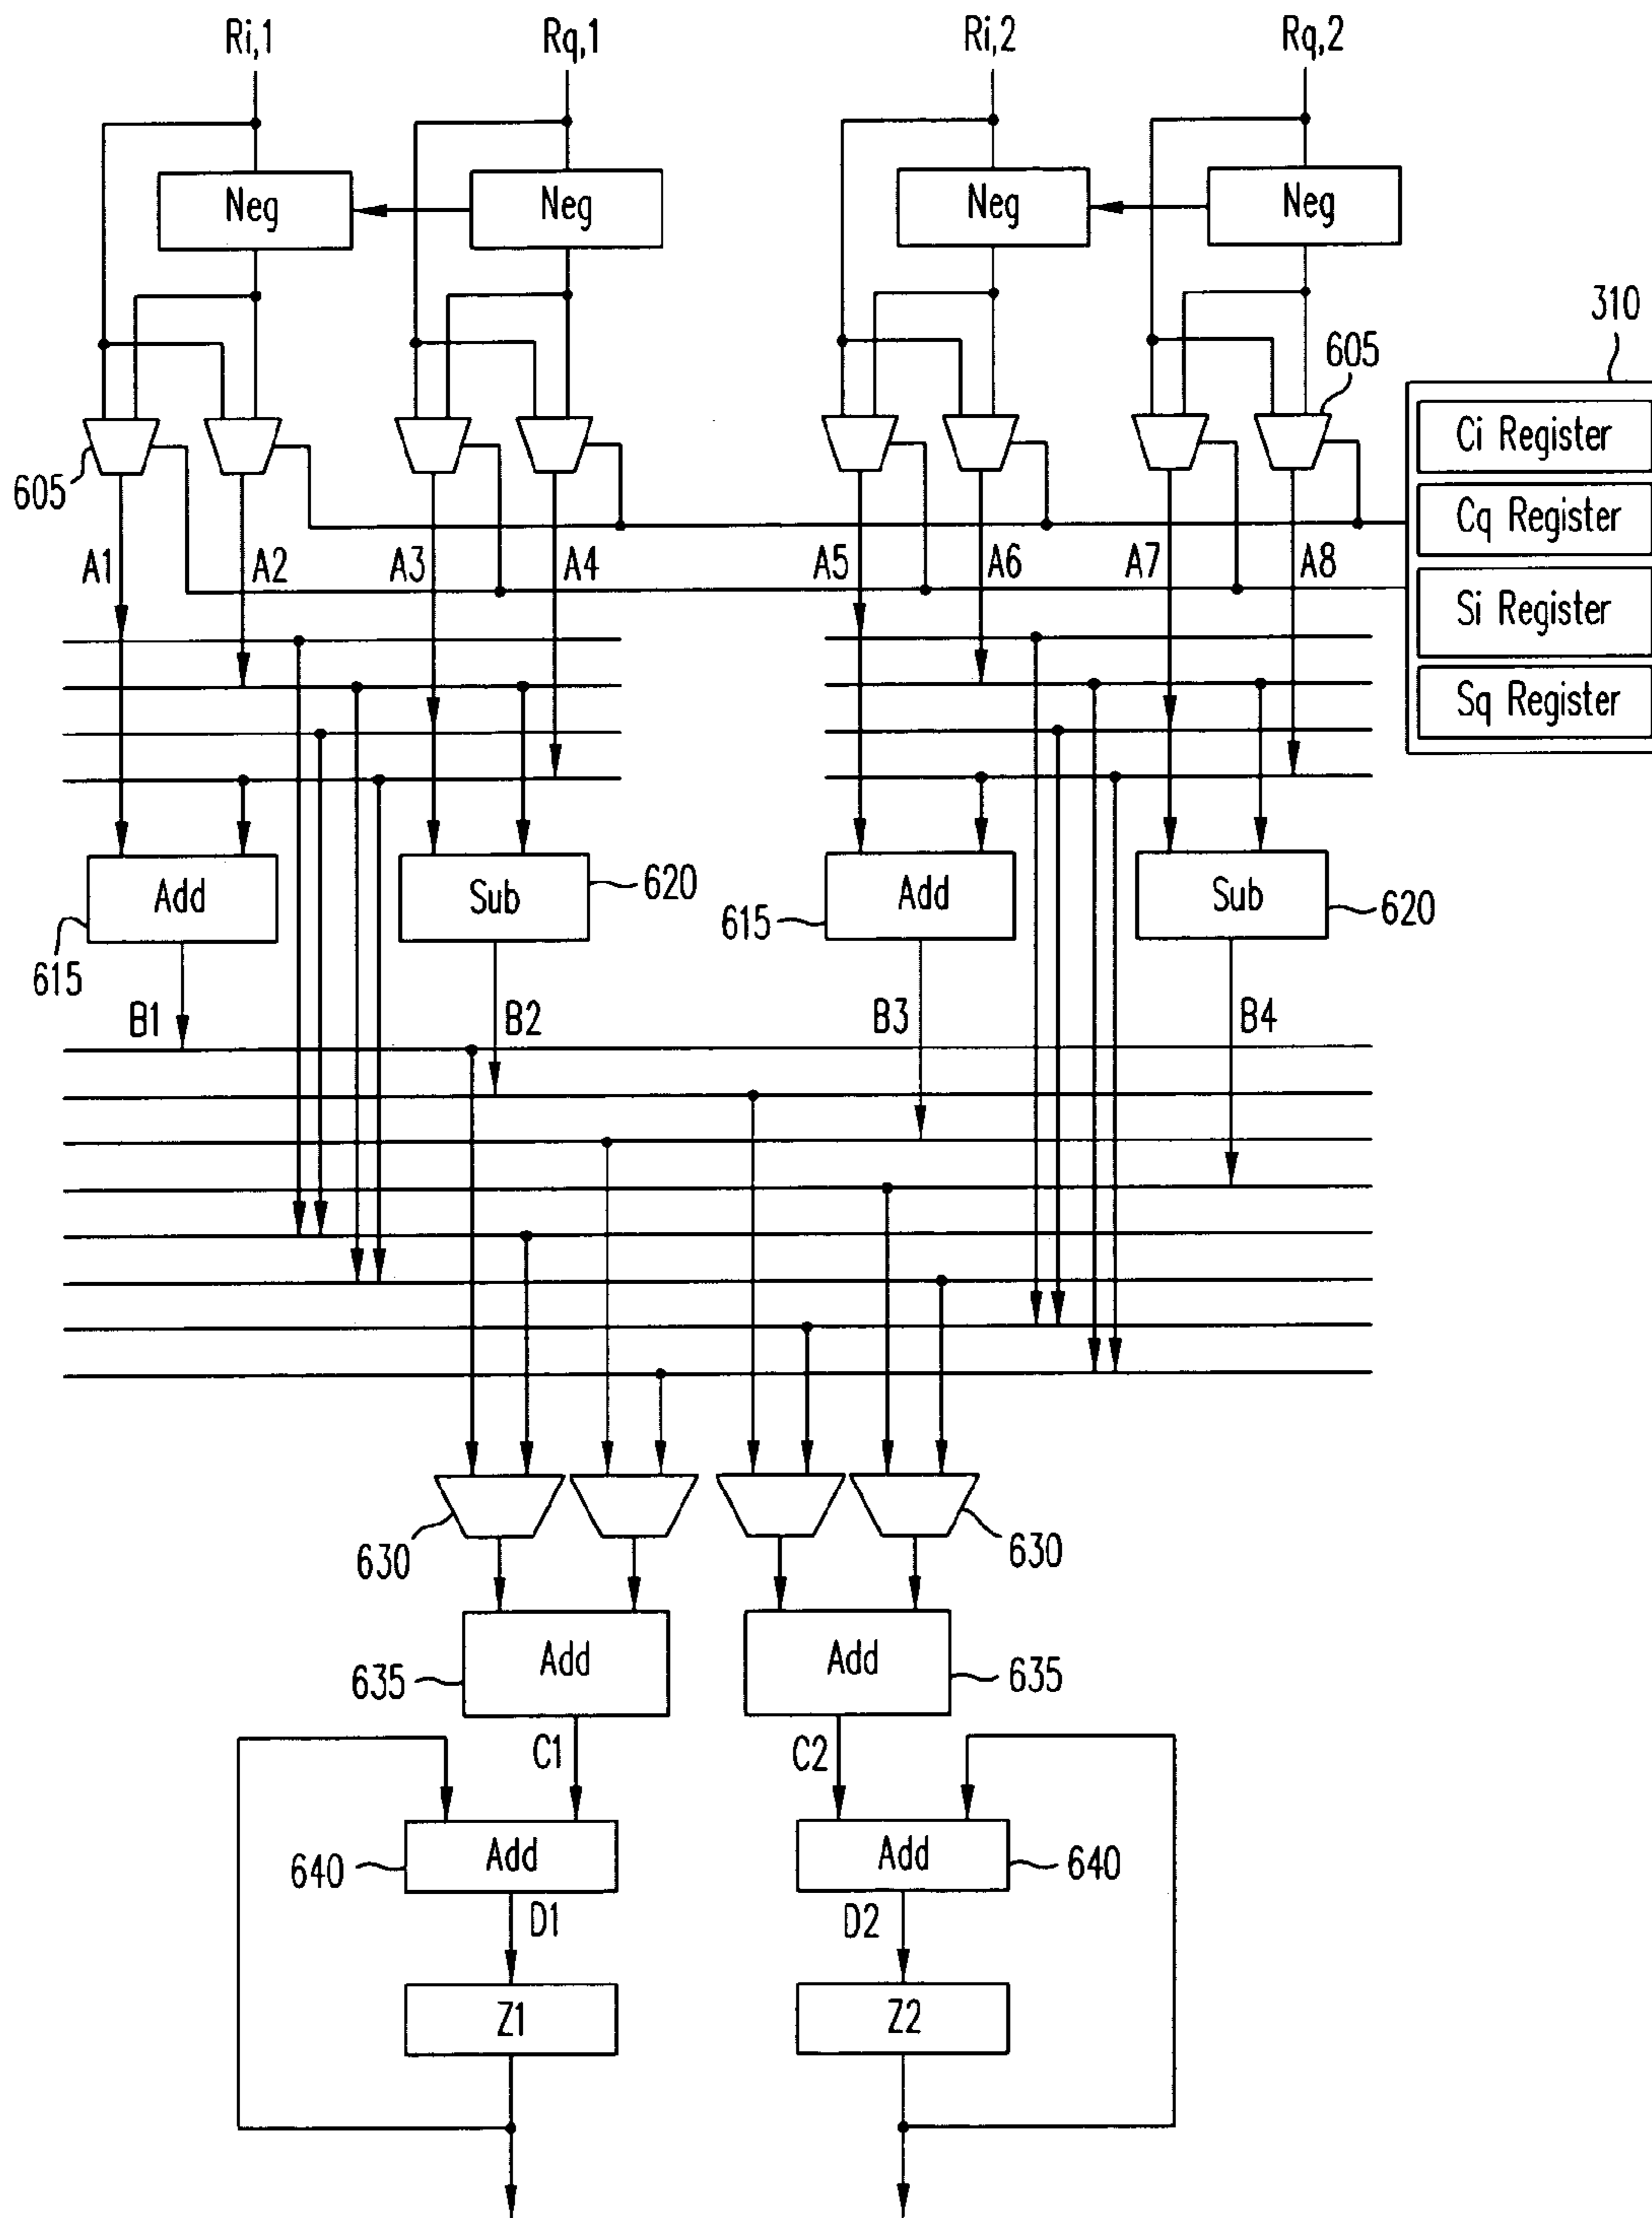 Ri,1 Rq,1 Ri,2 Rq,2
Neg Neg Neg Neg
310
605
Ci Register
605
Cq Register
A1 A2 A3 A4 A5 A6 A7 A8
Si Register
Sq Register
Add Sub 620 615 Add Sub 620
615
B1 B2 B3 B4
630 630
Add Add
635 635
C1 C2
640 Add Add 640
D1 D2
Z1 Z2